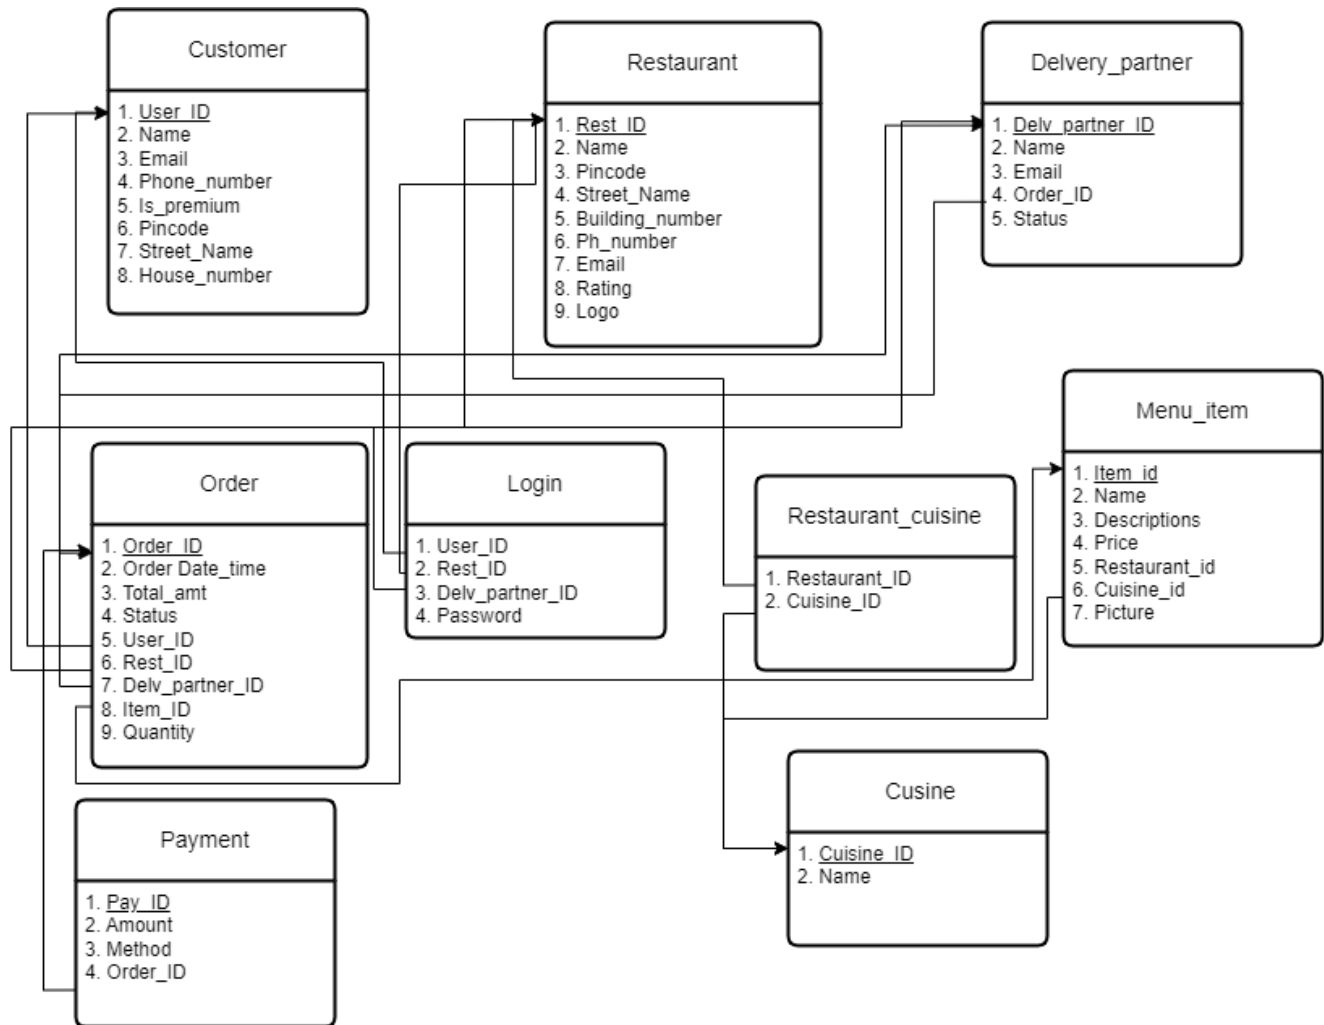 Customer
1. User_ID
2. Name
3. Email
4. Phone_number
5. Is_premium
6. Pincode
7. Street_Name
8. House_number
Restaurant
1. Rest_ID
2. Name
3. Pincode
4. Street_Name
5. Building_number
6. Ph_number
7. Email
8. Rating
9. Logo
Delvery_partner
1. Delv_partner_ID
2. Name
3. Email
4. Order_ID
5. Status
Order
1. Order_ID
2. Order Date_time
3. Total_amt
4. Status
5. User_ID
6. Rest_ID
7. Delv_partner_ID
8. Item_ID
9. Quantity
Login
1. User_ID
2. Rest_ID
3. Delv_partner_ID
4. Password
Restaurant_cuisine
1. Restaurant_ID
2. Cuisine_ID
Menu_item
1. Item_id
2. Name
3. Descriptions
4. Price
5. Restaurant_id
6. Cuisine_id
7. Picture
Payment
1. Pay_ID
2. Amount
3. Method
4. Order_ID
Cusine
1. Cuisine_ID
2. Name